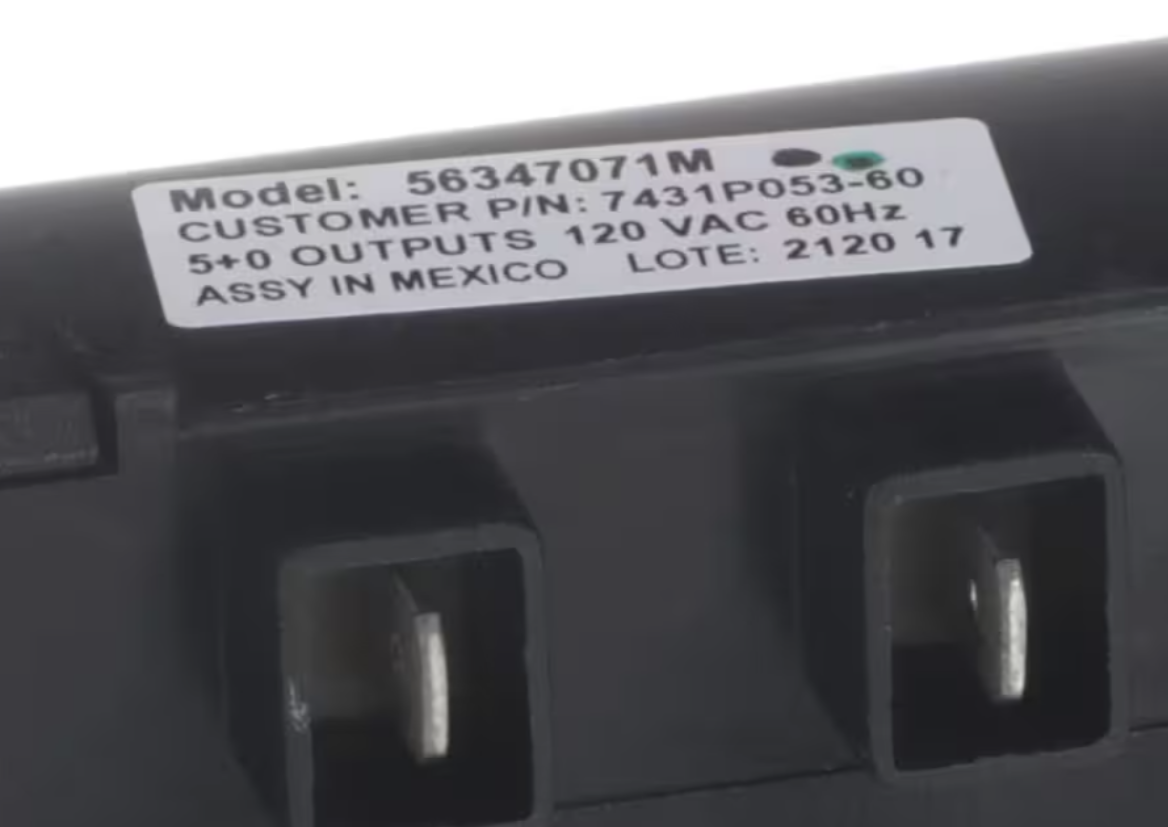 Model: 56347071M
CUSTOMER P/N: 7431P053-60
5+0 OUTPUTS 120 VAC 60Hz
ASSY IN MEXICO LOTE: 2120 17